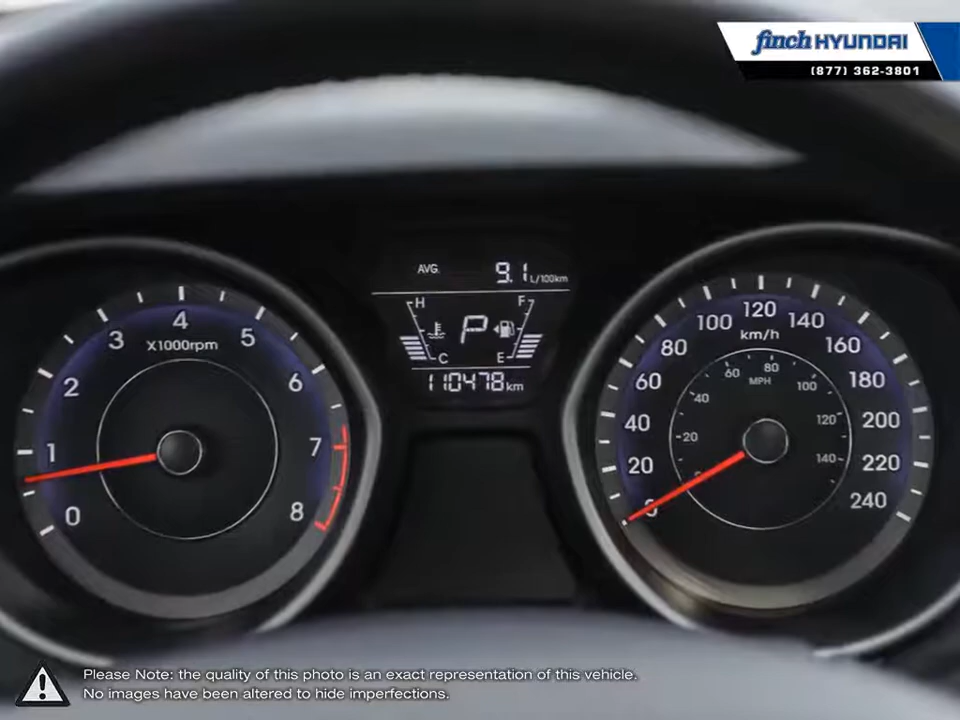 finch HYUNDAI
(877) 362-3801
AVG. 9.1 L/100km
H F
P
C E
110478 km
0 1 2 3 4 5 6 7 8
X1000rpm
0 20 40 60 80 100 120 140 160 180 200 220 240
km/h
20 40 60 80 100 120 140
MPH
Please Note: the quality of this photo is an exact representation of this vehicle.
No images have been altered to hide imperfections.